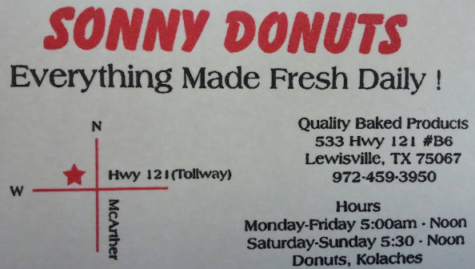 SONNY DONUTS
Everything Made Fresh Daily !
N
W
Hwy 121(Tollway)
McArther
Quality Baked Products
533 Hwy 121 #B6
Lewisville, TX 75067
972-459-3950
Hours
Monday-Friday 5:00am - Noon
Saturday-Sunday 5:30 - Noon
Donuts, Kolaches